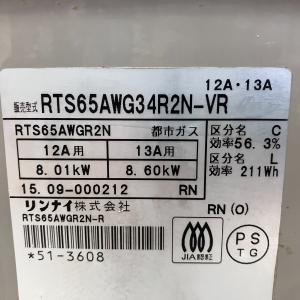 12A・13A
販売型式 RTS65AWG34R2N-VR
RTS65AWGR2N 都市ガス
区分名 C
12A用 13A用
効率56.3%
8.01kW 8.60kW
区分名 L
効率 211Wh
15.09-000212 RN
リンナイ株式会社
RTS65AWGR2N-R
RN (O)
*51-3608
JIA認証
PS
TG